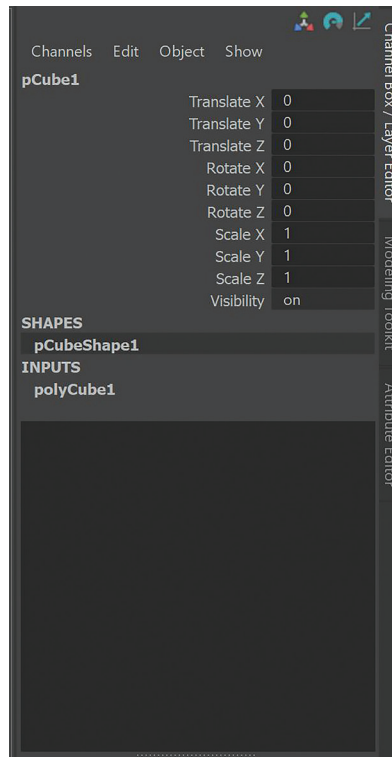 Channels Edit Object Show
pCube1
Translate X 0
Translate Y 0
Translate Z 0
Rotate X 0
Rotate Y 0
Rotate Z 0
Scale X 1
Scale Y 1
Scale Z 1
Visibility on
SHAPES
pCubeShape1
INPUTS
polyCube1
Channel Box / Layer Editor
Modeling Toolkit
Attribute Editor